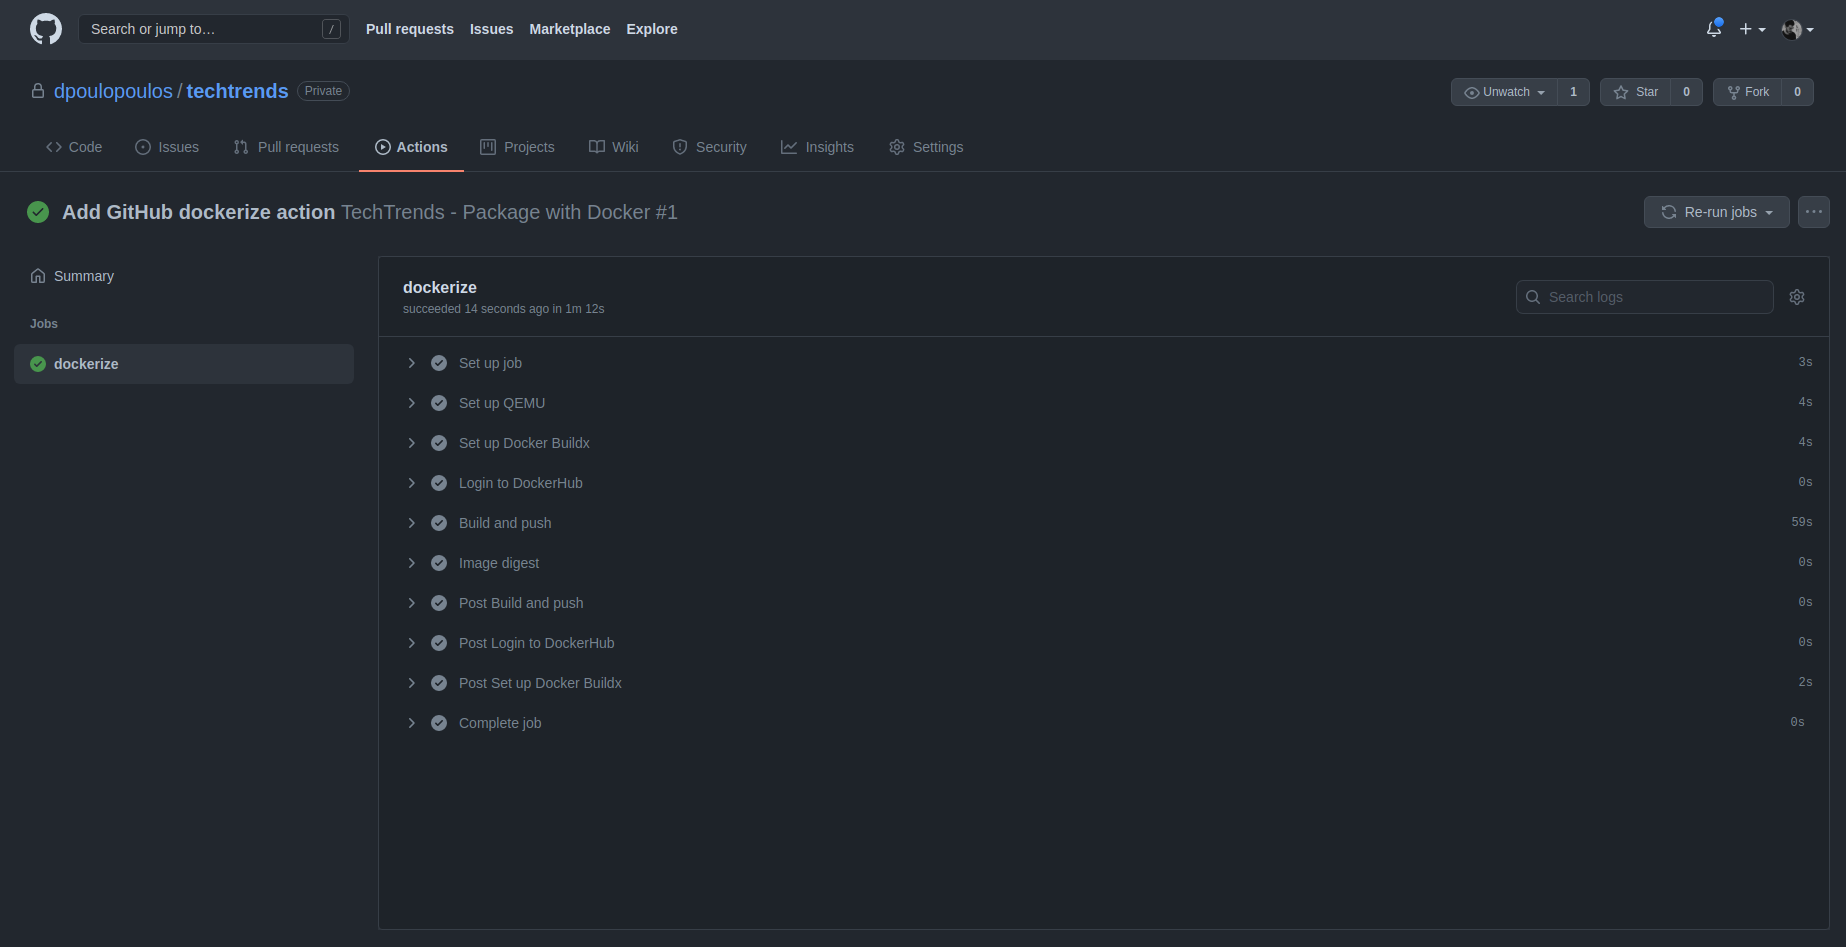 Search or jump to… /
Pull requests Issues Marketplace Explore
dpoulopoulos / techtrends Private
Unwatch 1 Star 0 Fork 0
Code Issues Pull requests Actions Projects Wiki Security Insights Settings
Add GitHub dockerize action TechTrends - Package with Docker #1
Re-run jobs
Summary
Jobs
dockerize
dockerize
succeeded 14 seconds ago in 1m 12s
Search logs
Set up job 3s
Set up QEMU 4s
Set up Docker Buildx 4s
Login to DockerHub 0s
Build and push 59s
Image digest 0s
Post Build and push 0s
Post Login to DockerHub 0s
Post Set up Docker Buildx 2s
Complete job 0s